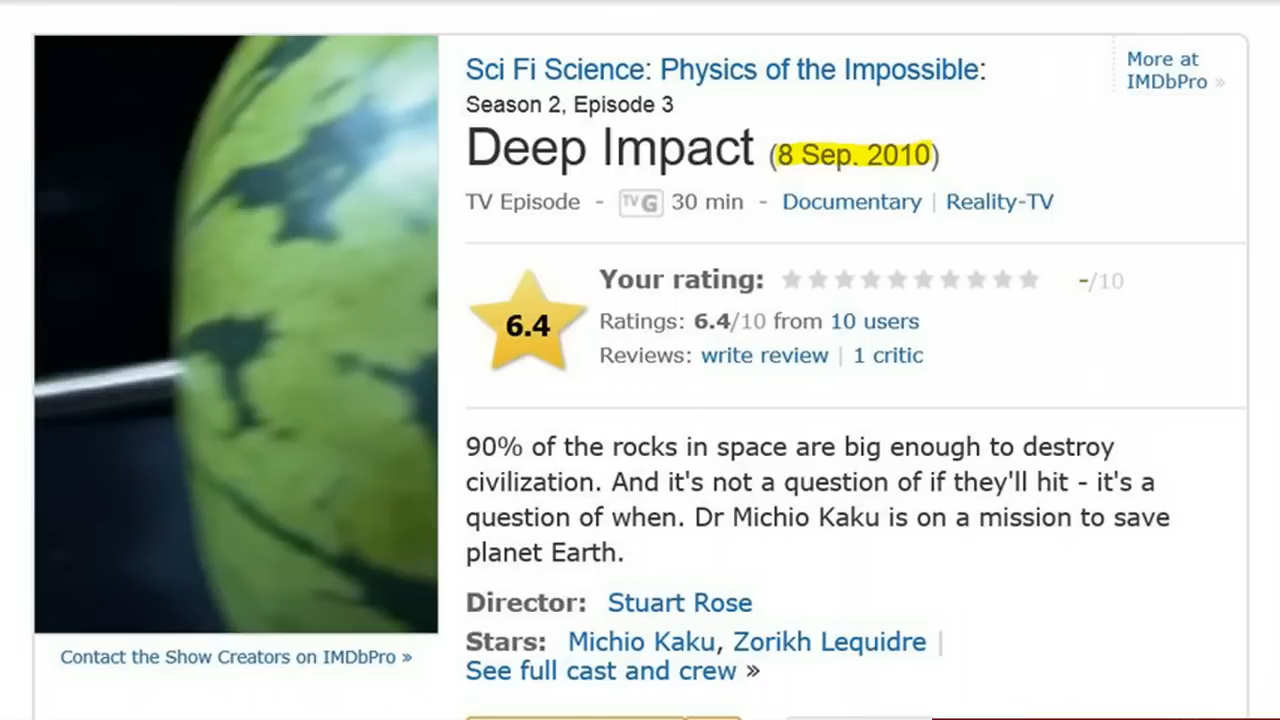 Sci Fi Science: Physics of the Impossible:
More at
IMDbPro »
Season 2, Episode 3
Deep Impact (8 Sep. 2010)
TV Episode - TV G 30 min - Documentary | Reality-TV
Your rating: -/10
6.4
Ratings: 6.4/10 from 10 users
Reviews: write review | 1 critic
90% of the rocks in space are big enough to destroy
civilization. And it's not a question of if they'll hit - it's a
question of when. Dr Michio Kaku is on a mission to save
planet Earth.
Director: Stuart Rose
Stars: Michio Kaku, Zorikh Lequidre |
See full cast and crew »
Contact the Show Creators on IMDbPro »